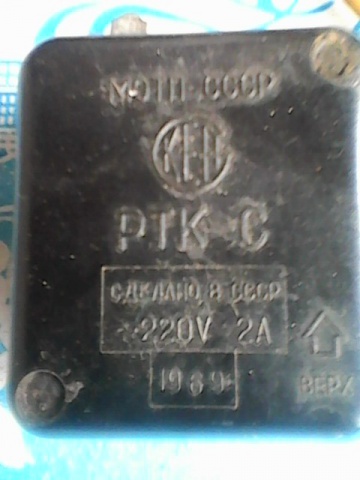 МЭТП СССР
РТК-С
СДЕЛАНО В СССР
~220V 2A
1969
ВЕРХ